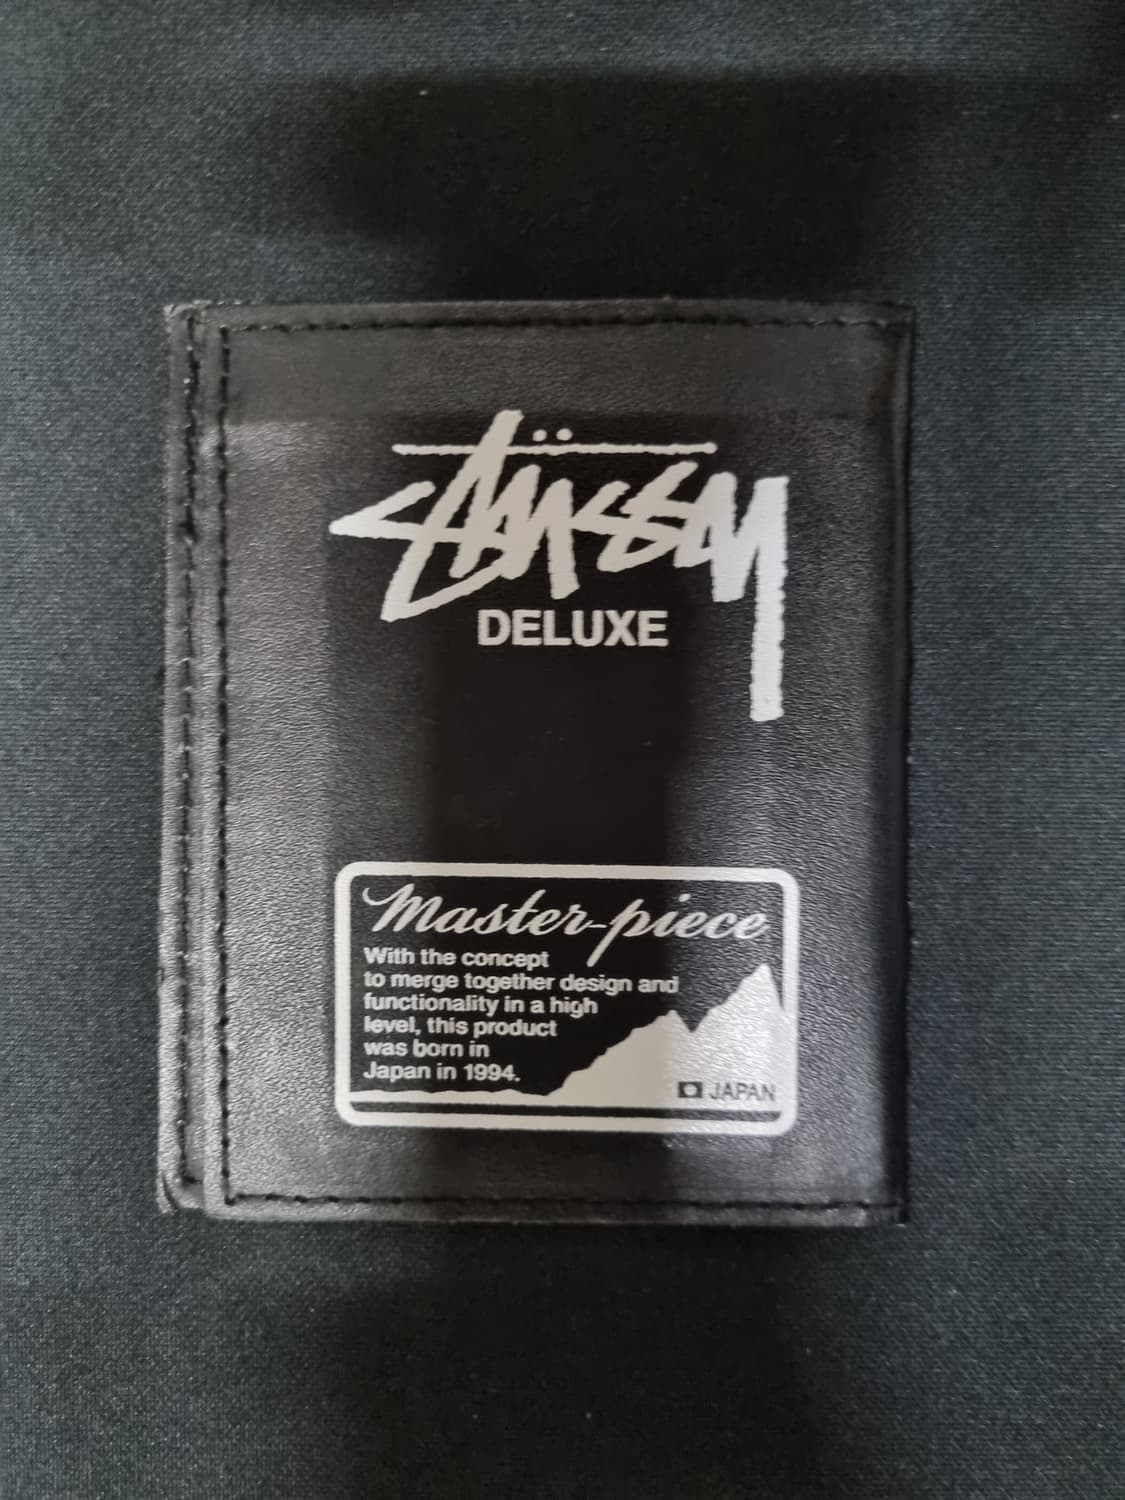 Stüssy
DELUXE
Master-piece
With the concept
to merge together design and
functionality in a high
level, this product
was born in
Japan in 1994.
JAPAN